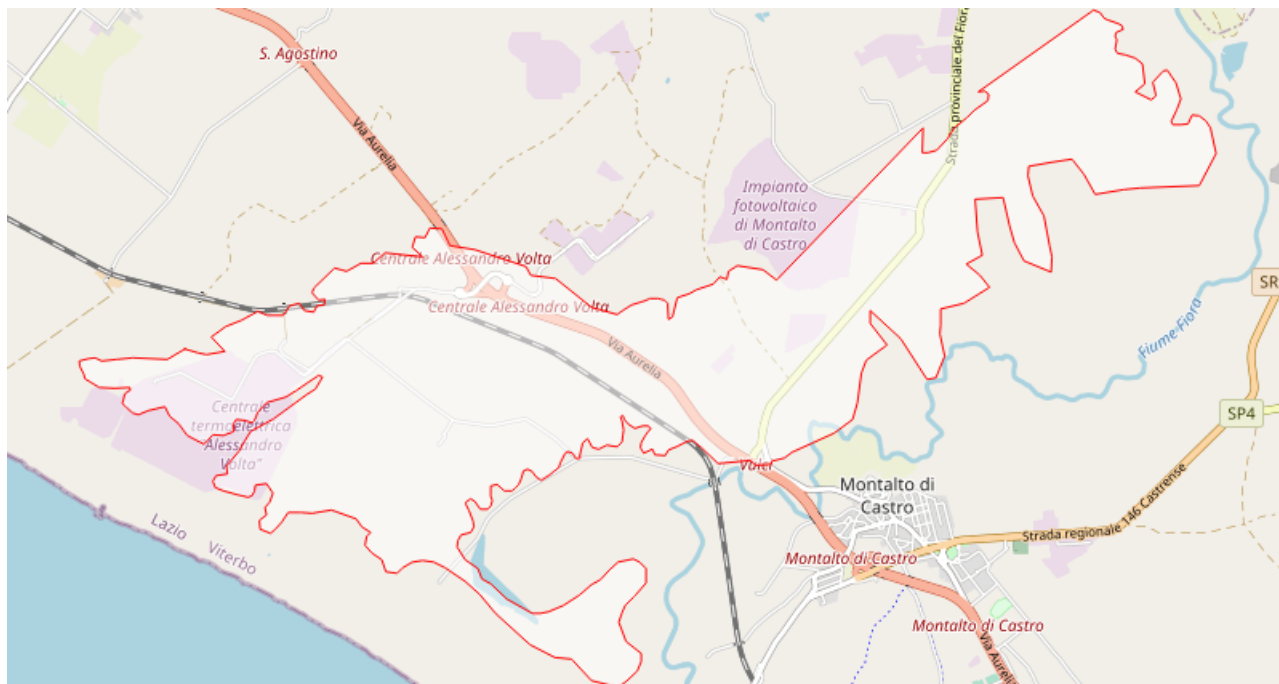 S. Agostino
Via Aurelia
Strada provinciale del Fiora
Impianto
fotovoltaico
di Montalto
di Castro
Centrale Alessandro Volta
Centrale Alessandro Volta
Via Aurelia
Fiume Fiora
SR
SP4
Centrale
termoelettrica
Alessandro
Volta"
Volci
Montalto di
Castro
Lazio
Viterbo
Strada regionale 146 Castrense
Montalto di Castro
Montalto di Castro
Via Aurelia